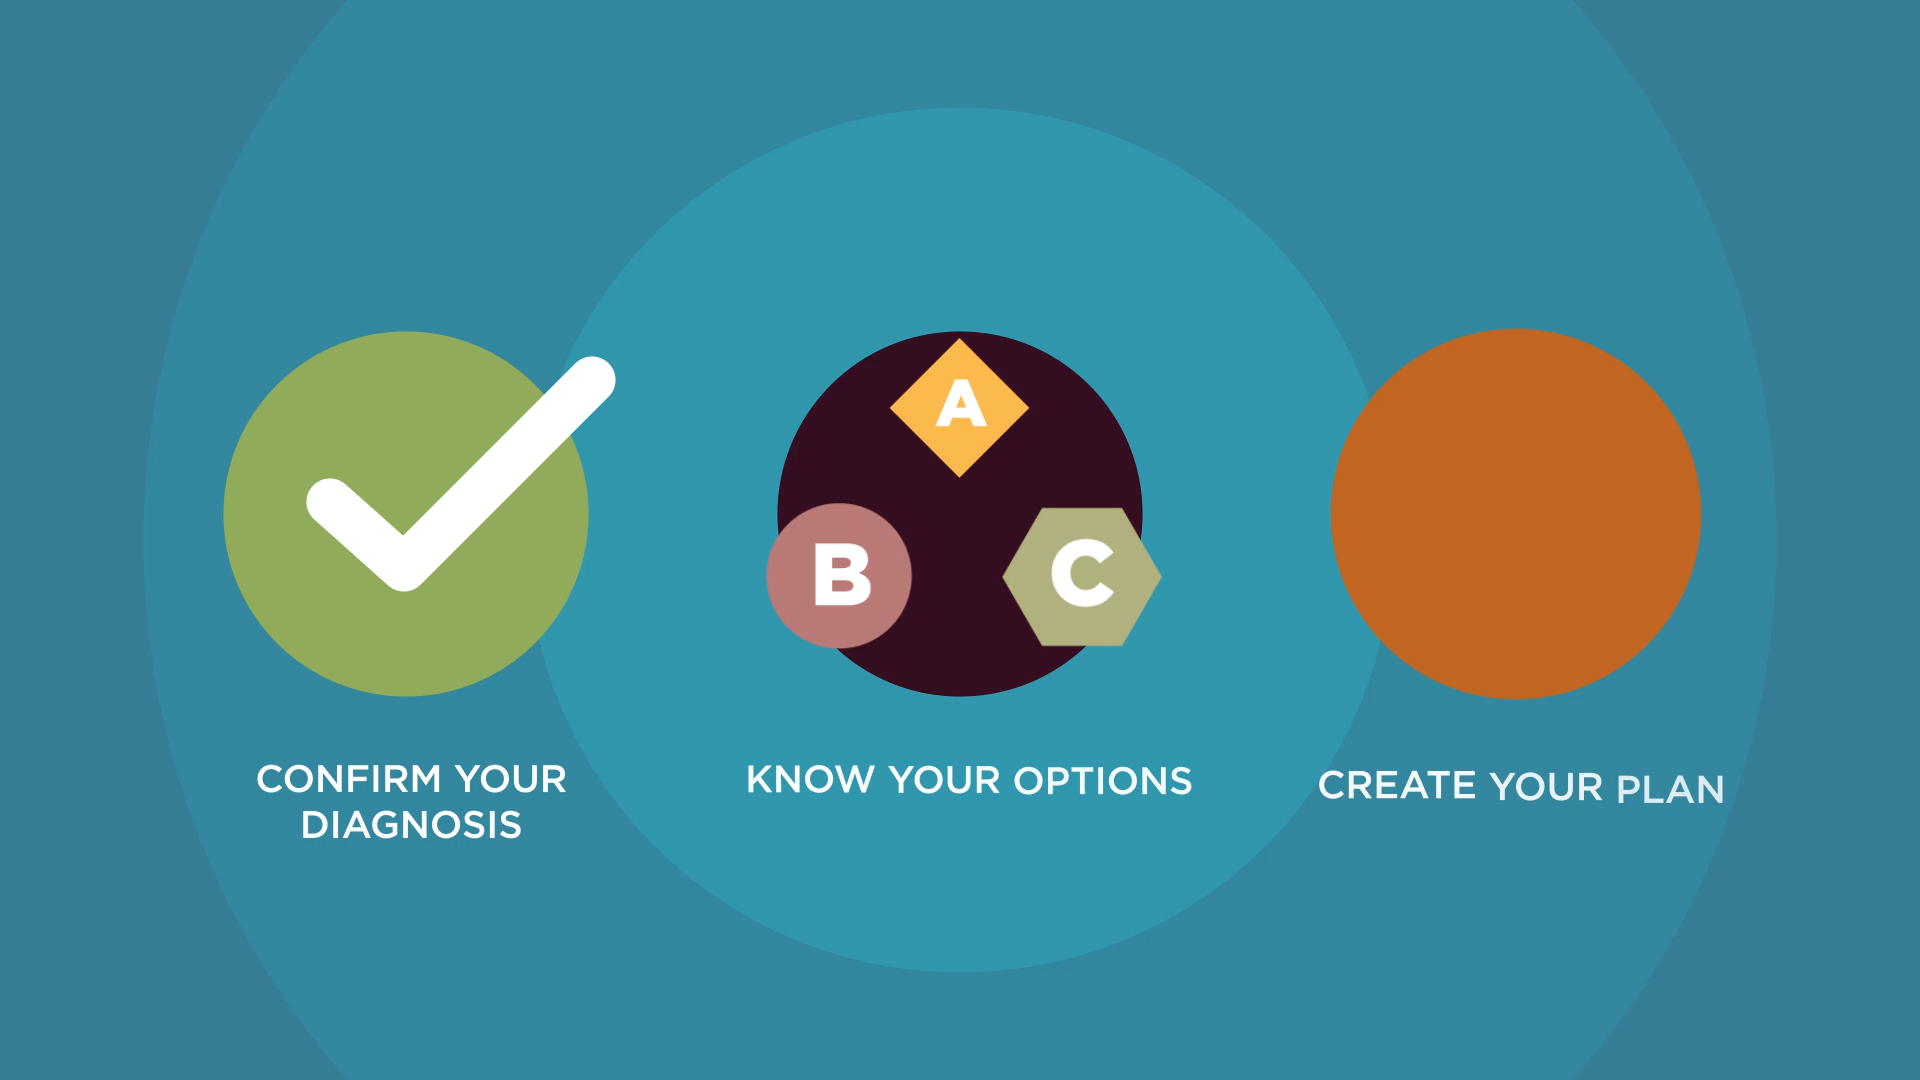 A
B
C
CONFIRM YOUR
DIAGNOSIS
KNOW YOUR OPTIONS
CREATE YOUR PLAN